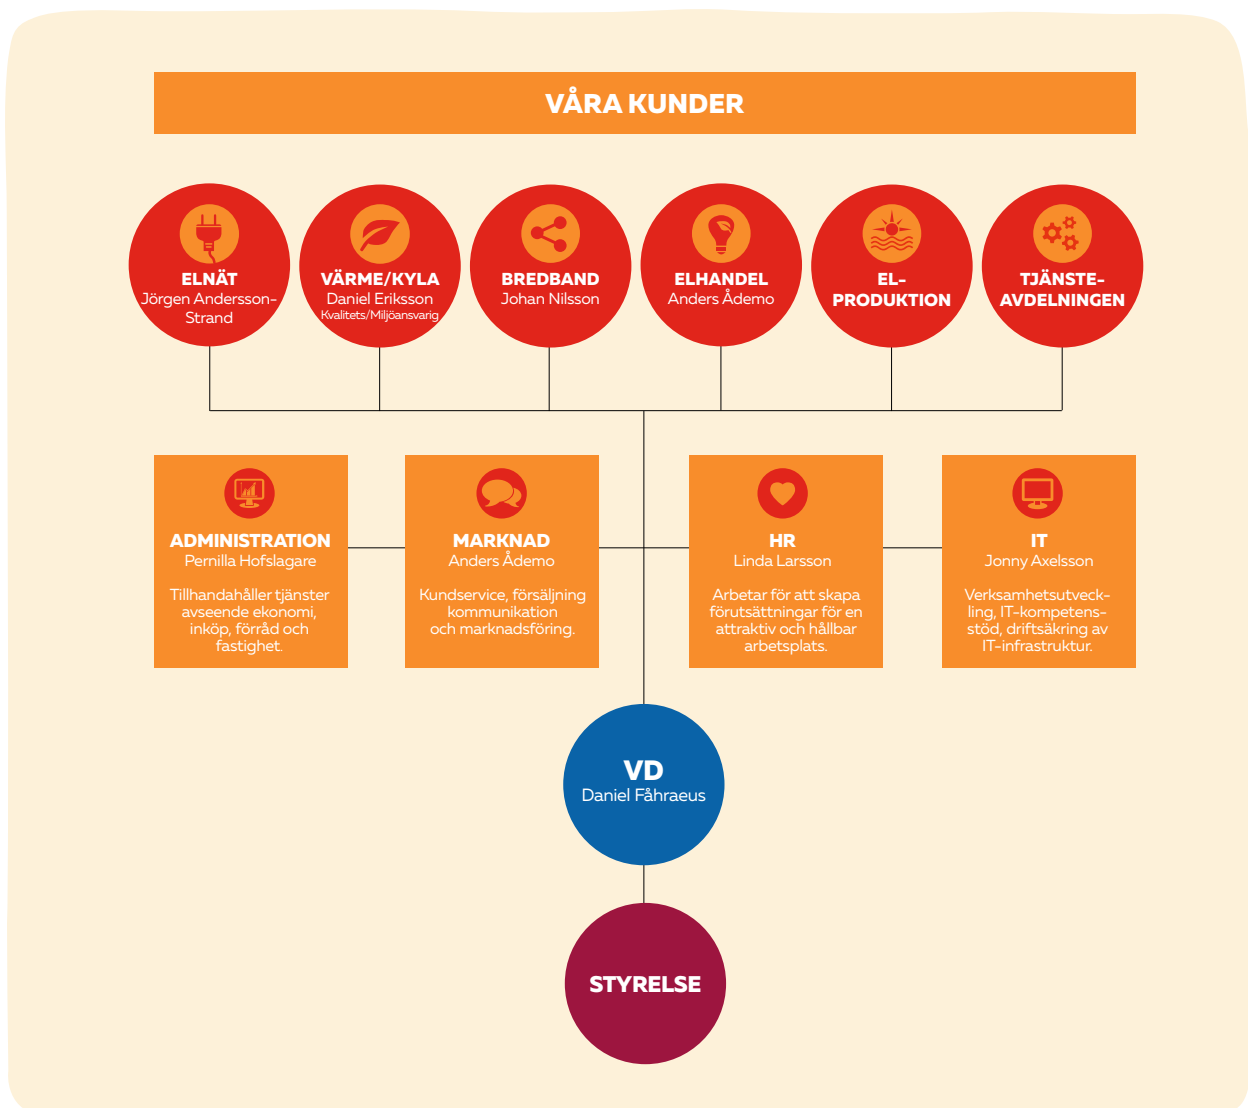 VÅRA KUNDER
ELNÄT
Jörgen Andersson-
Strand
VÄRME/KYLA
Daniel Eriksson
Kvalitets/Miljöansvarig
BREDBAND
Johan Nilsson
ELHANDEL
Anders Ådemo
EL-
PRODUKTION
TJÄNSTE-
AVDELNINGEN
ADMINISTRATION
Pernilla Hofslagare
Tillhandahåller tjänster
avseende ekonomi,
inköp, förråd och
fastighet.
MARKNAD
Anders Ådemo
Kundservice, försäljning
kommunikation
och marknadsföring.
HR
Linda Larsson
Arbetar för att skapa
förutsättningar för en
attraktiv och hållbar
arbetsplats.
IT
Jonny Axelsson
Verksamhetsutveck-
ling, IT-kompetens-
stöd, driftsäkring av
IT-infrastruktur.
VD
Daniel Fåhraeus
STYRELSE